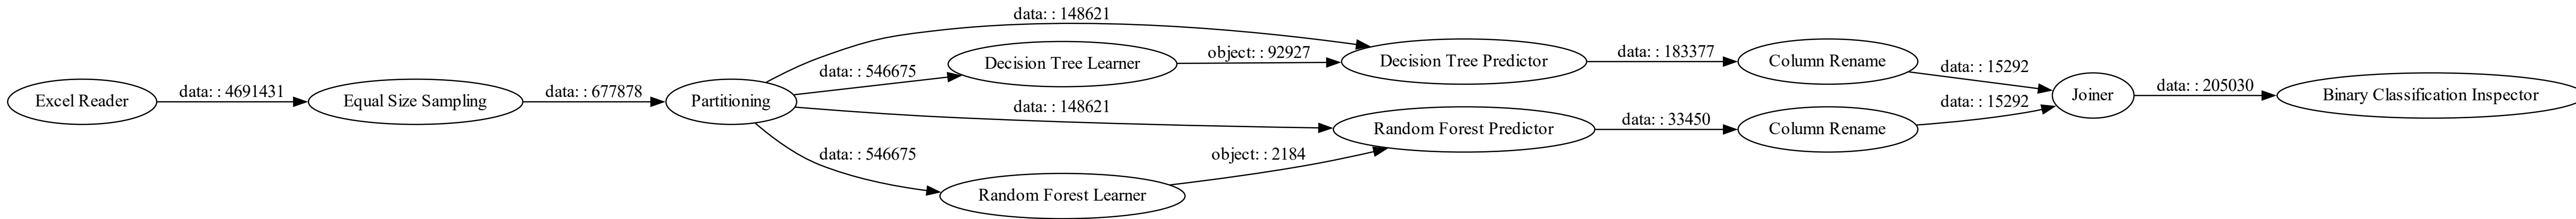 Excel Reader
data: : 4691431
Equal Size Sampling
data: : 677878
Partitioning
data: : 148621
data: : 546675
Decision Tree Learner
object: : 92927
Decision Tree Predictor
data: : 183377
Column Rename
data: : 15292
data: : 148621
Random Forest Predictor
data: : 33450
Column Rename
data: : 15292
data: : 546675
Random Forest Learner
object: : 2184
Joiner
data: : 205030
Binary Classification Inspector